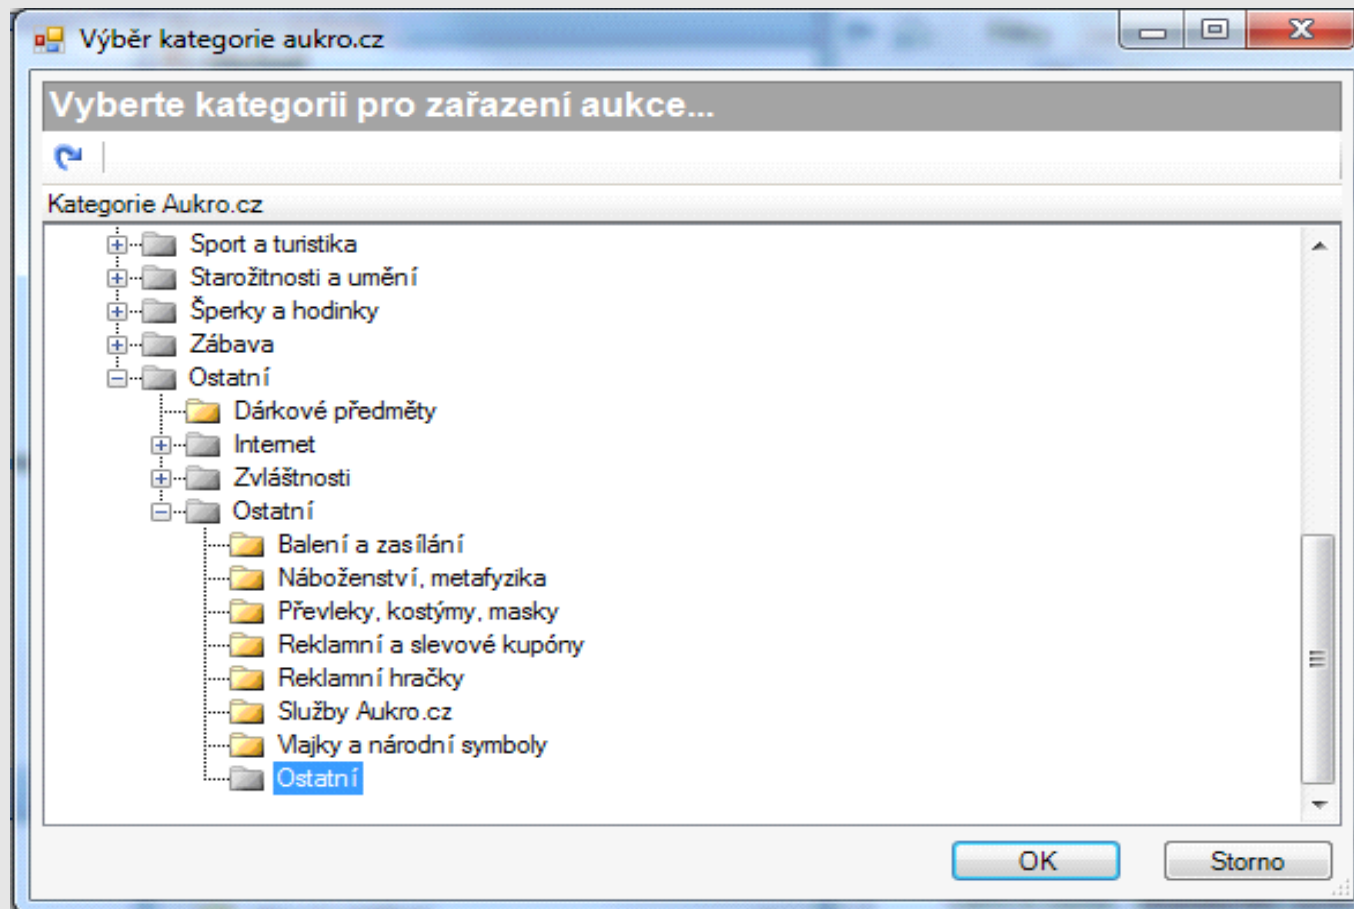 Výběr kategorie aukro.cz
Vyberte kategorii pro zařazení aukce...
Kategorie Aukro.cz
Sport a turistika
Starožitnosti a umění
Šperky a hodinky
Zábava
Ostatní
Dárkové předměty
Internet
Zvláštnosti
Ostatní
Balení a zasílání
Náboženství, metafyzika
Převleky, kostýmy, masky
Reklamní a slevové kupóny
Reklamní hračky
Služby Aukro.cz
Vlajky a národní symboly
Ostatní
OK Storno